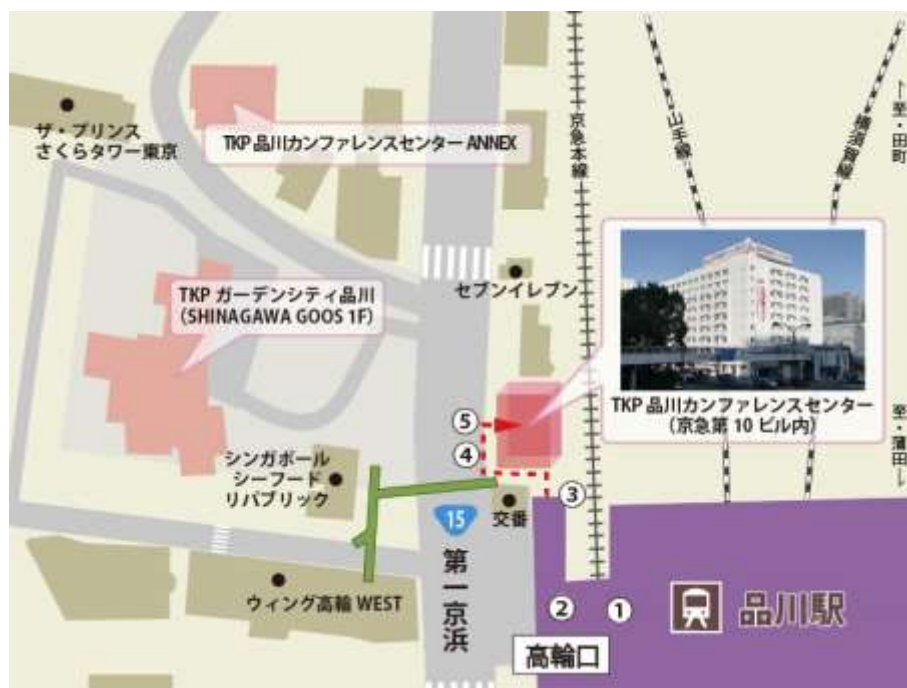 ザ・プリンス
さくらタワー東京
TKP 品川カンファレンスセンター ANNEX
京急本線
山手線
横須賀線
←至・田町
TKP ガーデンシティ品川
(SHINAGAWA GOOS 1F)
セブンイレブン
TKP 品川カンファレンスセンター
(京急第 10 ビル内)
至・蒲田→
⑤
④
③
シンガポール
シーフード
リパブリック
交番
15
第一京浜
ウィング高輪 WEST
②
①
品川駅
高輪口